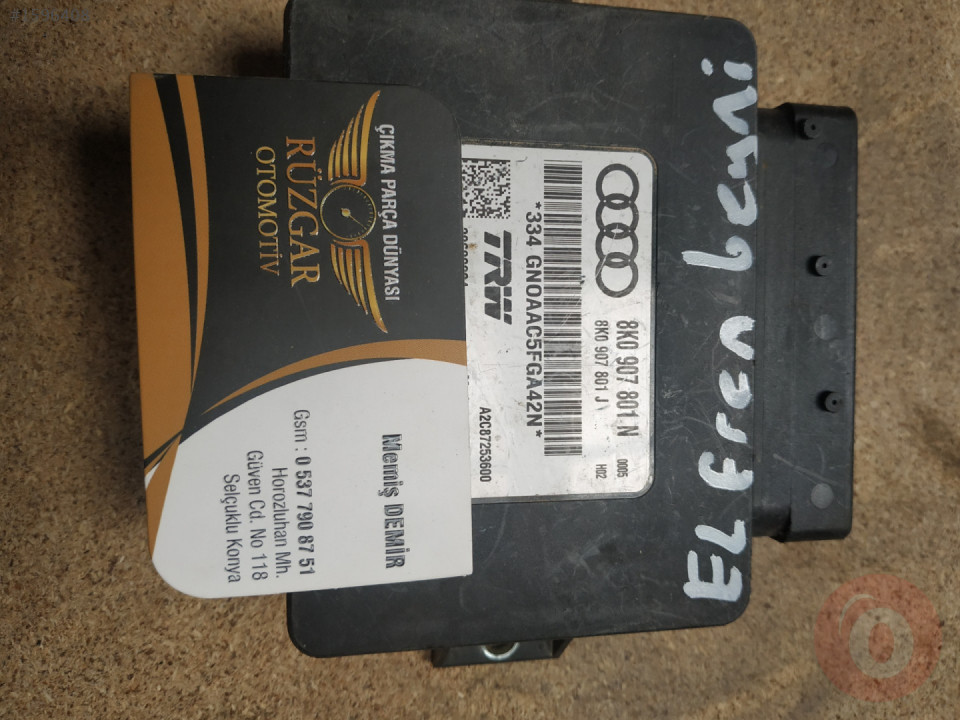 ÇIKMA PARÇA DÜNYASI
RÜZGAR
OTOMOTİV
Memiş DEMİR
Gsm : 0 537 790 87 51
Horozluhan Mh.
Güven Cd. No 118
Selçuklu Konya
8K0 907 801 N 0005
8K0 907 801 J H02
*334 GN0AAC5FGA42N*
TRW
A2C87253600
EL FREN